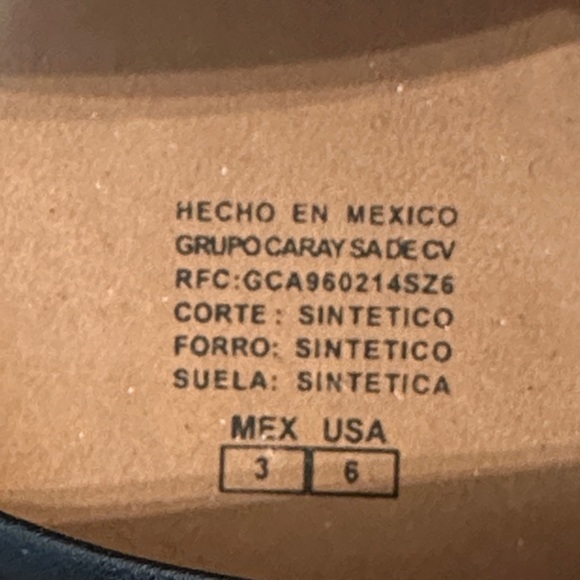 HECHO EN MEXICO
GRUPO CARAY SA DE CV
RFC:GCA960214SZ6
CORTE: SINTETICO
FORRO: SINTETICO
SUELA: SINTETICA
MEX USA
3 6